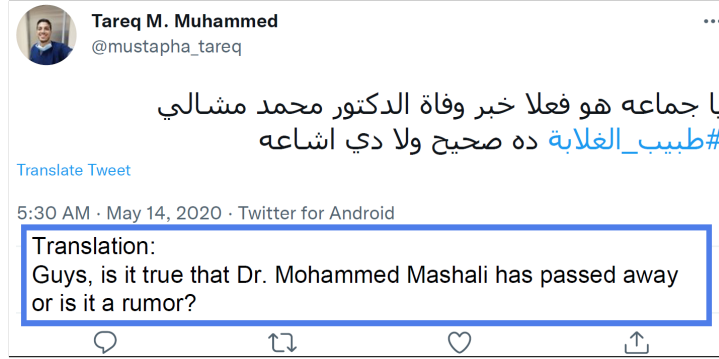 Tareq M. Muhammed
@mustapha_tareq
يا جماعه هو فعلا خبر وفاة الدكتور محمد مشالي
#طبيب_الغلابة ده صحيح ولا دي اشاعه
Translate Tweet
5:30 AM · May 14, 2020 · Twitter for Android
Translation:
Guys, is it true that Dr. Mohammed Mashali has passed away
or is it a rumor?